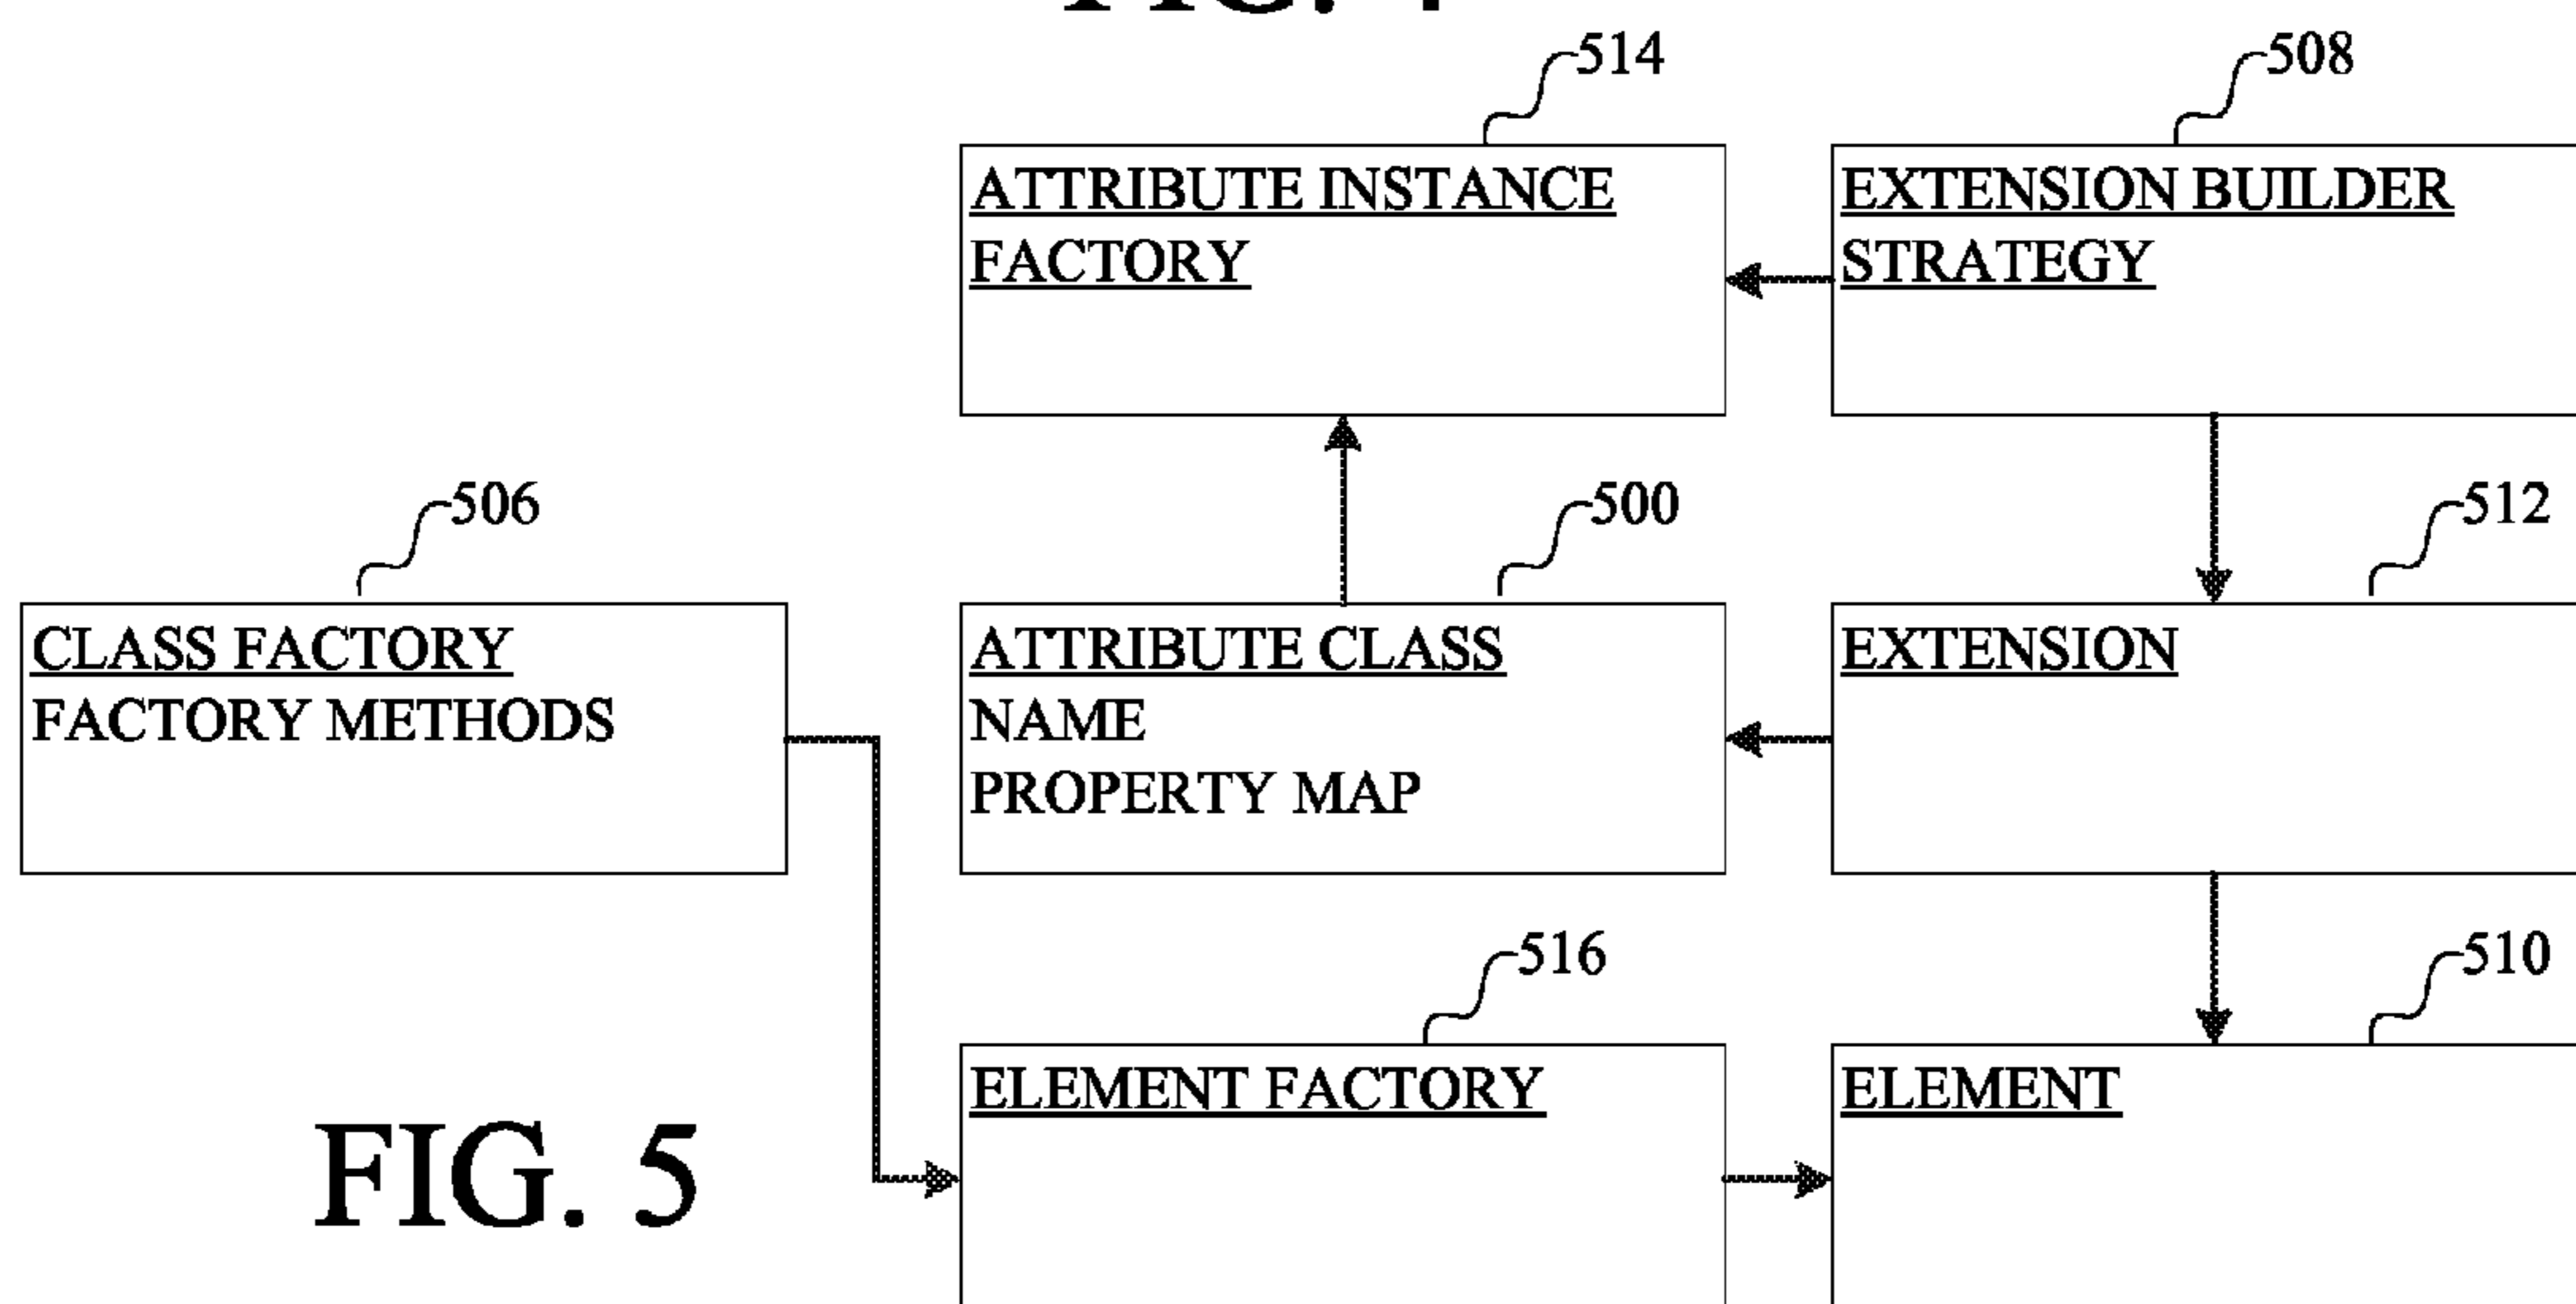 514
508
ATTRIBUTE INSTANCE
FACTORY
EXTENSION BUILDER
STRATEGY
506
500
512
CLASS FACTORY
FACTORY METHODS
ATTRIBUTE CLASS
NAME
PROPERTY MAP
EXTENSION
516
510
ELEMENT FACTORY
ELEMENT
FIG. 5